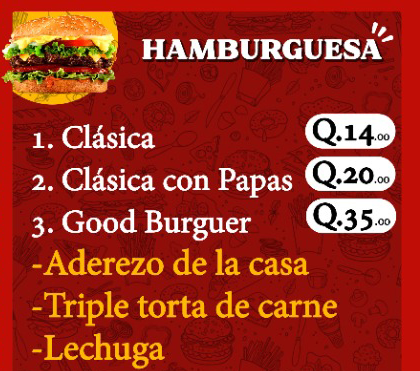 HAMBURGUESA
1. Clásica Q.14.00
2. Clásica con Papas Q.20.00
3. Good Burguer Q.35.00
-Aderezo de la casa
-Triple torta de carne
-Lechuga